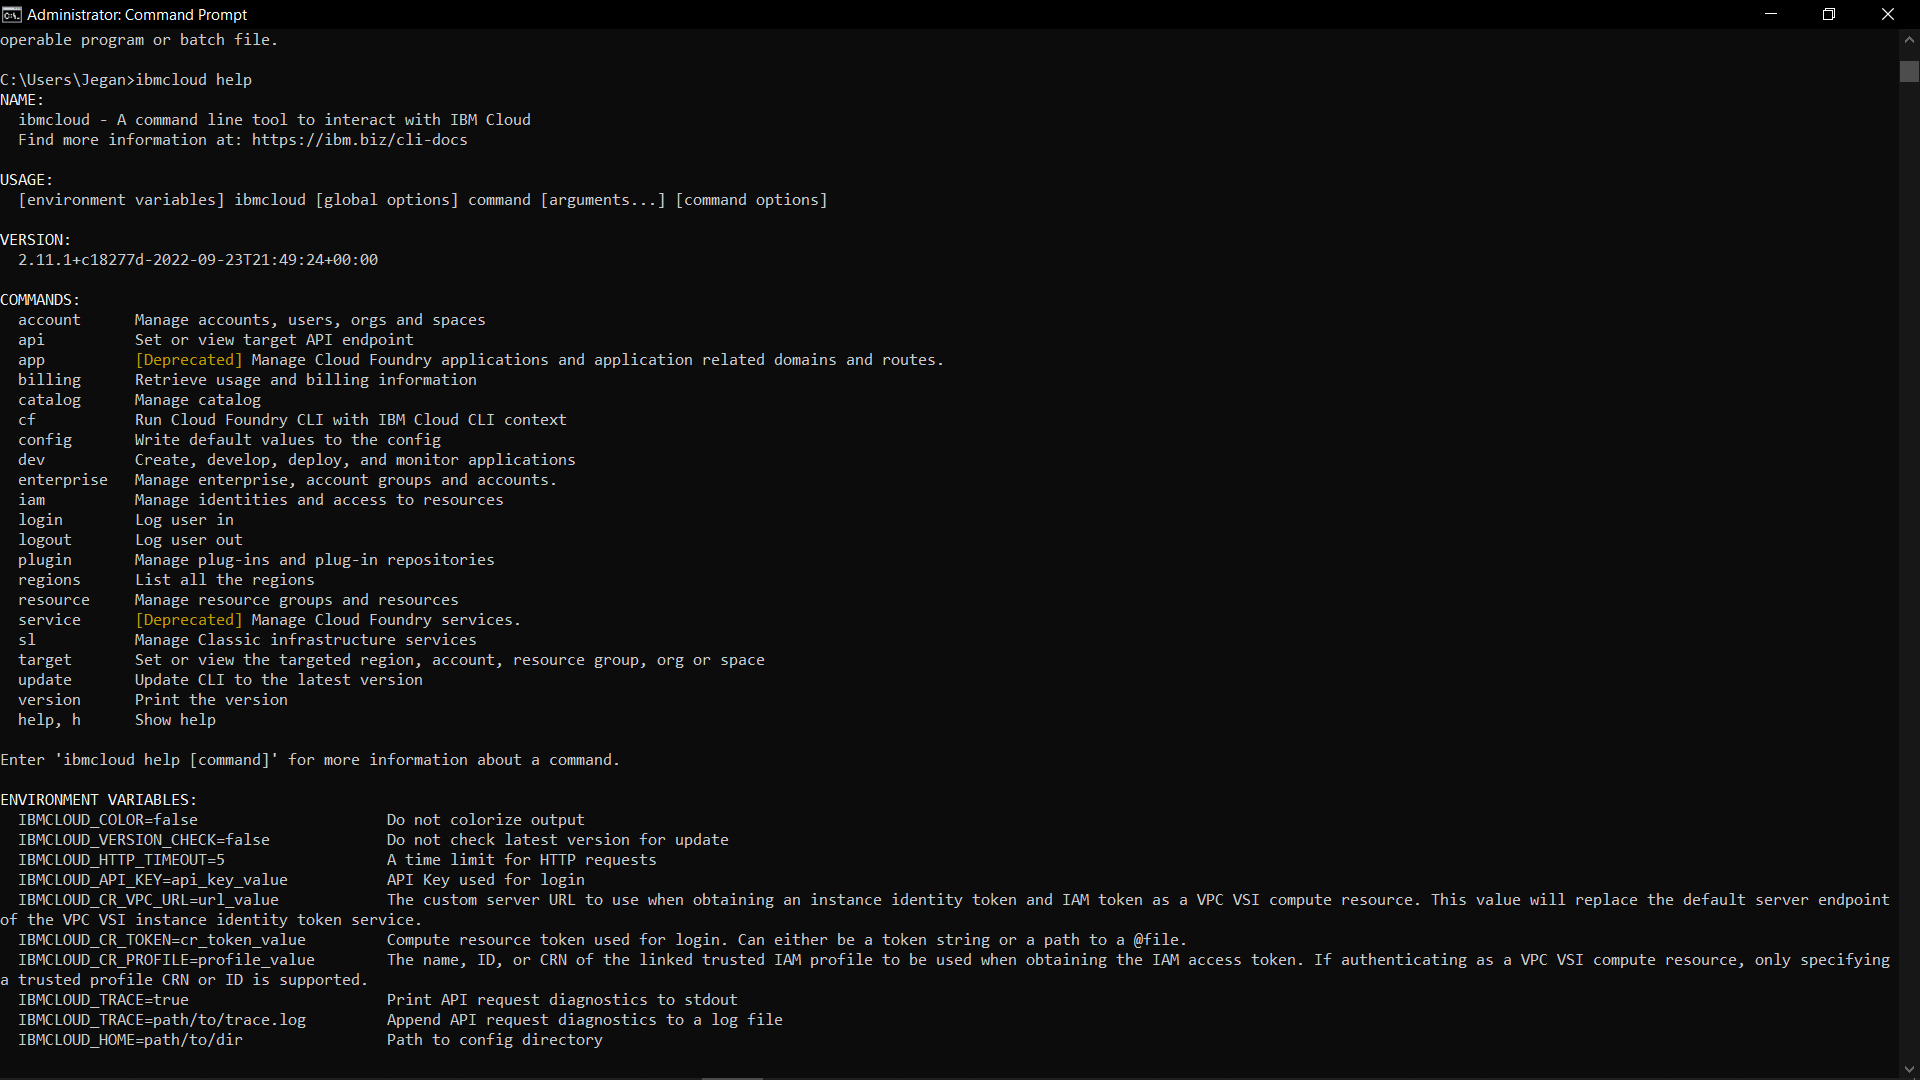 Administrator: Command Prompt
operable program or batch file.
C:\Users\Jegan>ibmcloud help
NAME:
ibmcloud - A command line tool to interact with IBM Cloud
Find more information at: https://ibm.biz/cli-docs
USAGE:
[environment variables] ibmcloud [global options] command [arguments...] [command options]
VERSION:
2.11.1+c18277d-2022-09-23T21:49:24+00:00
COMMANDS:
account Manage accounts, users, orgs and spaces
api Set or view target API endpoint
app [Deprecated] Manage Cloud Foundry applications and application related domains and routes.
billing Retrieve usage and billing information
catalog Manage catalog
cf Run Cloud Foundry CLI with IBM Cloud CLI context
config Write default values to the config
dev Create, develop, deploy, and monitor applications
enterprise Manage enterprise, account groups and accounts.
iam Manage identities and access to resources
login Log user in
logout Log user out
plugin Manage plug-ins and plug-in repositories
regions List all the regions
resource Manage resource groups and resources
service [Deprecated] Manage Cloud Foundry services.
sl Manage Classic infrastructure services
target Set or view the targeted region, account, resource group, org or space
update Update CLI to the latest version
version Print the version
help, h Show help
Enter 'ibmcloud help [command]' for more information about a command.
ENVIRONMENT VARIABLES:
IBMCLOUD_COLOR=false Do not colorize output
IBMCLOUD_VERSION_CHECK=false Do not check latest version for update
IBMCLOUD_HTTP_TIMEOUT=5 A time limit for HTTP requests
IBMCLOUD_API_KEY=api_key_value API Key used for login
IBMCLOUD_CR_VPC_URL=url_value The custom server URL to use when obtaining an instance identity token and IAM token as a VPC VSI compute resource. This value will replace the default server endpoint
of the VPC VSI instance identity token service.
IBMCLOUD_CR_TOKEN=cr_token_value Compute resource token used for login. Can either be a token string or a path to a @file.
IBMCLOUD_CR_PROFILE=profile_value The name, ID, or CRN of the linked trusted IAM profile to be used when obtaining the IAM access token. If authenticating as a VPC VSI compute resource, only specifying
a trusted profile CRN or ID is supported.
IBMCLOUD_TRACE=true Print API request diagnostics to stdout
IBMCLOUD_TRACE=path/to/trace.log Append API request diagnostics to a log file
IBMCLOUD_HOME=path/to/dir Path to config directory